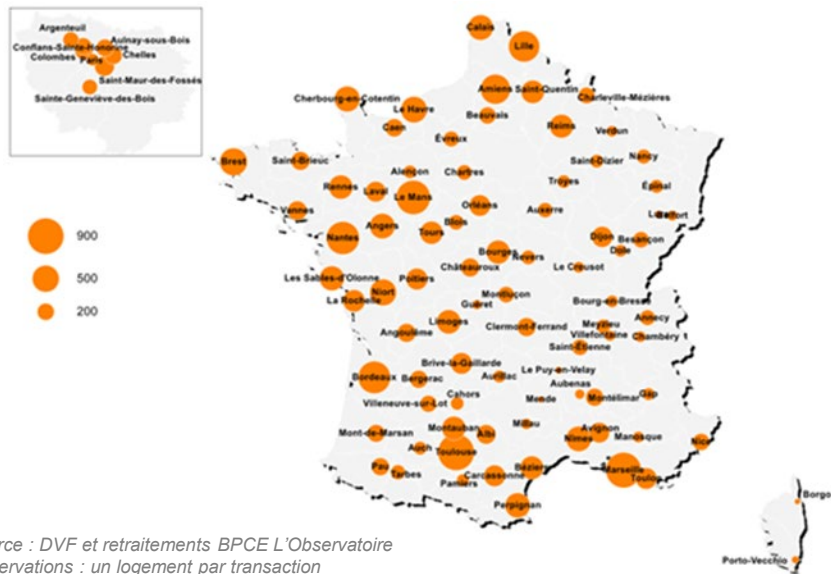 Argenteuil
Aulnay-sous-Bois
Conflans-Sainte-Honorine
Colombes
Paris
Chelles
Saint-Maur-des-Fossés
Sainte-Geneviève-des-Bois
900
500
200
Calais
Lille
Amiens
Saint-Quentin
Charleville-Mézières
Cherbourg-en-Cotentin
Le Havre
Beauvais
Caen
Reims
Verdun
Évreux
Brest
Saint-Brieuc
Alençon
Chartres
Saint-Dizier
Nancy
Rennes
Laval
Le Mans
Troyes
Épinal
Vannes
Orléans
Auxerre
Belfort
Nantes
Angers
Tours
Blois
Dijon
Besançon
Bourges
Nevers
Dole
Châteauroux
Le Creusot
Les Sables-d'Olonne
Poitiers
La Rochelle
Niort
Guéret
Montluçon
Bourg-en-Bresse
Angoulême
Limoges
Clermont-Ferrand
Meyzieu
Annecy
Villefontaine
Chambéry
Saint-Étienne
Bordeaux
Bergerac
Brive-la-Gaillarde
Aurillac
Le Puy-en-Velay
Aubenas
Villeneuve-sur-Lot
Cahors
Mende
Montélimar
Gap
Mont-de-Marsan
Montauban
Albi
Millau
Avignon
Nîmes
Manosque
Nice
Auch
Toulouse
Pau
Tarbes
Pamiers
Carcassonne
Béziers
Marseille
Toulon
Perpignan
Borgo
Porto-Vecchio
rce : DVF et retraitements BPCE L'Observatoire
ervations : un logement par transaction